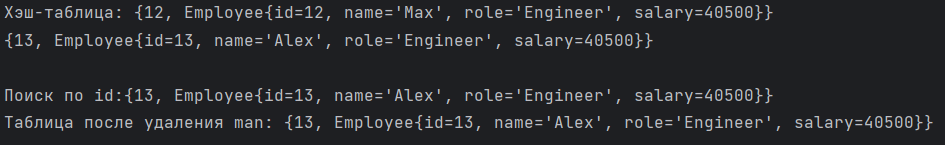 Хэш-таблица: {12, Employee{id=12, name='Max', role='Engineer', salary=40500}}
{13, Employee{id=13, name='Alex', role='Engineer', salary=40500}}
Поиск по id:{13, Employee{id=13, name='Alex', role='Engineer', salary=40500}}
Таблица после удаления man: {13, Employee{id=13, name='Alex', role='Engineer', salary=40500}}